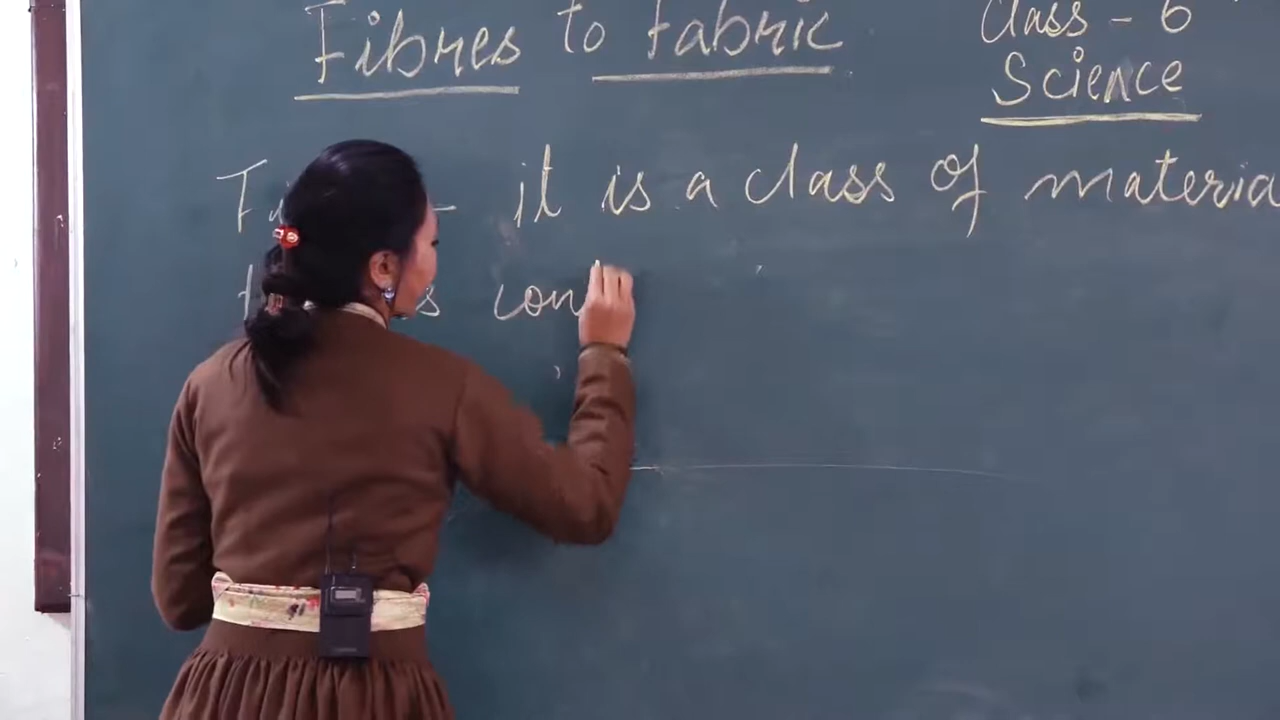 Fibres to fabric
Class - 6
Science
- it is a class of materia
con